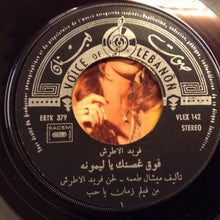 VOICE OF LEBANON
صوت لبنان
ERTK 379
VLEX 142
SACEM
STEREO
فريد الاطرش
فوق غصنك يا ليمونه
تأليف ميشال طعمه - لحن فريد الاطرش
من فيلم زمان يا حب
١